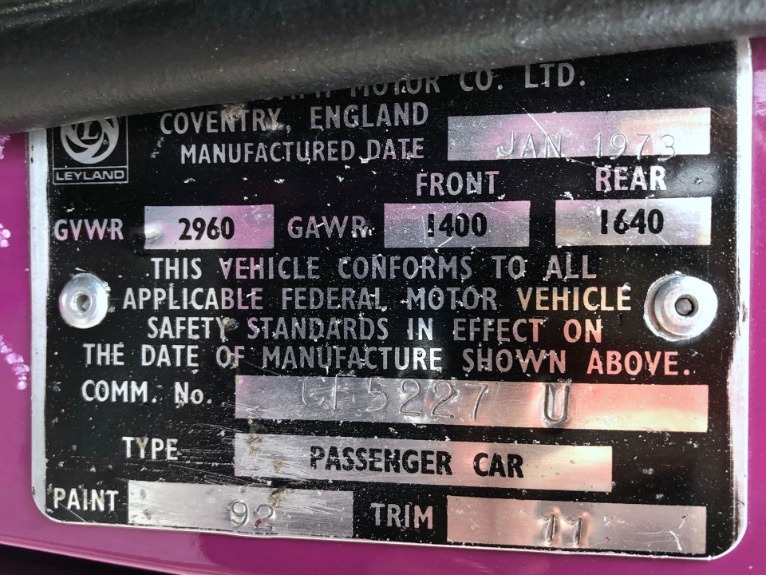 MOTOR CO. LTD.
COVENTRY, ENGLAND
MANUFACTURED DATE JAN 1973
L
LEYLAND
FRONT REAR
GVWR 2960 GAWR 1400 1640
THIS VEHICLE CONFORMS TO ALL
APPLICABLE FEDERAL MOTOR VEHICLE
SAFETY STANDARDS IN EFFECT ON
THE DATE OF MANUFACTURE SHOWN ABOVE.
COMM. No. CF5227 U
TYPE PASSENGER CAR
PAINT 92 TRIM 11